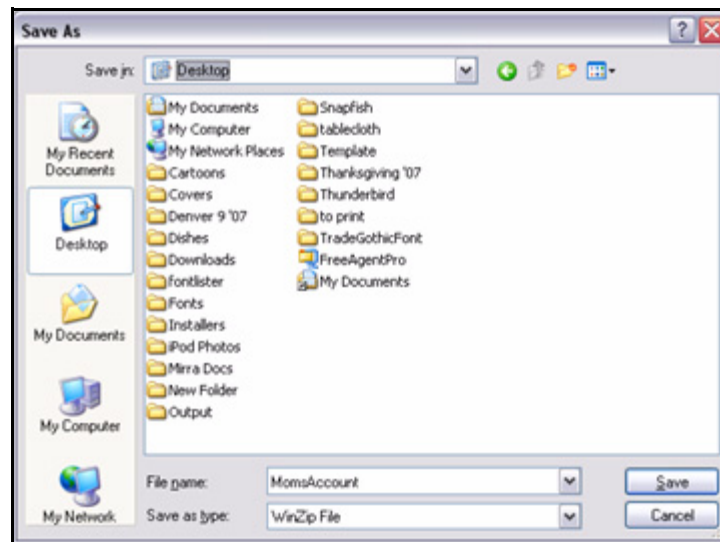 Save As
Save in: Desktop
My Recent Documents
Desktop
My Documents
My Computer
My Network
My Documents
My Computer
My Network Places
Cartoons
Covers
Denver 9 '07
Dishes
Downloads
fontlister
Fonts
Installers
iPod Photos
Mirra Docs
New Folder
Output
Snapfish
tablecloth
Template
Thanksgiving '07
Thunderbird
to print
TradeGothicFont
FreeAgentPro
My Documents
File name: MomsAccount Save
Save as type: WinZip File Cancel